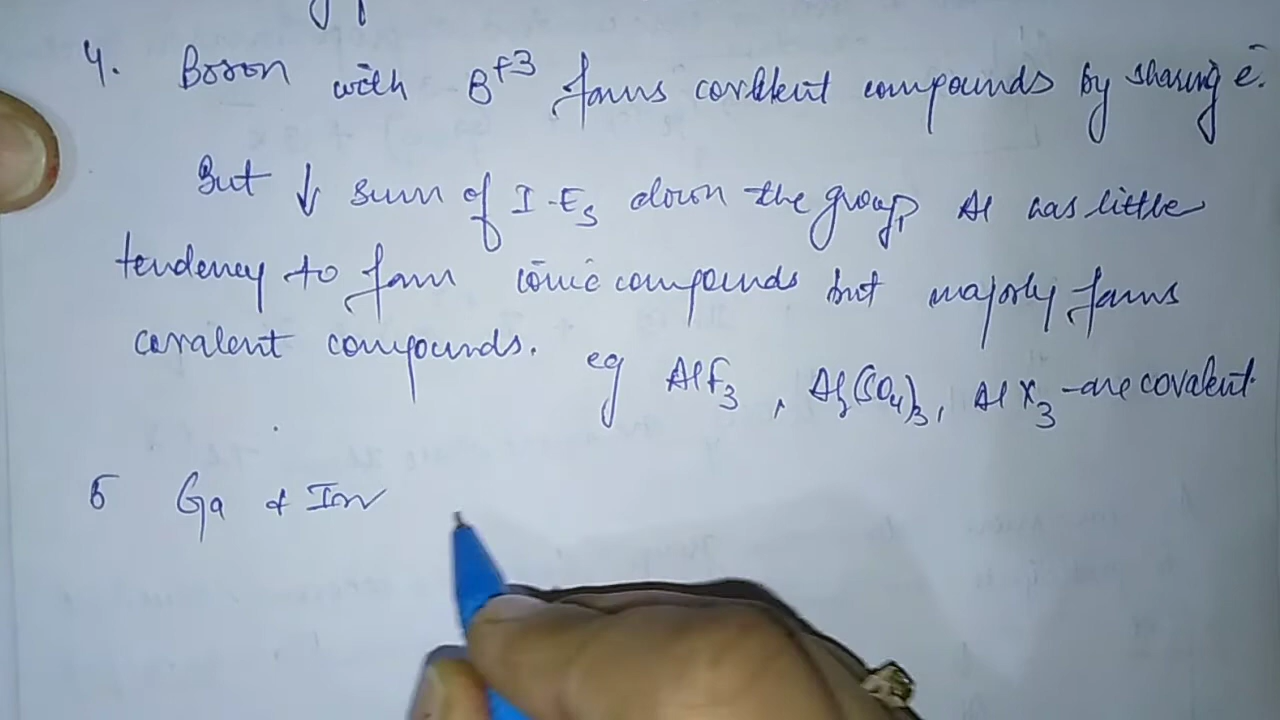 4. Boron with B+3 forms covalent compounds by sharing ē.
But ↓ sum of I.Es down the group, Al has little
tendency to form ionic compounds but majorly forms
covalent compounds. eg AlF3, Al2(SO4)3, AlX3 - are covalent.
5 Ga & In